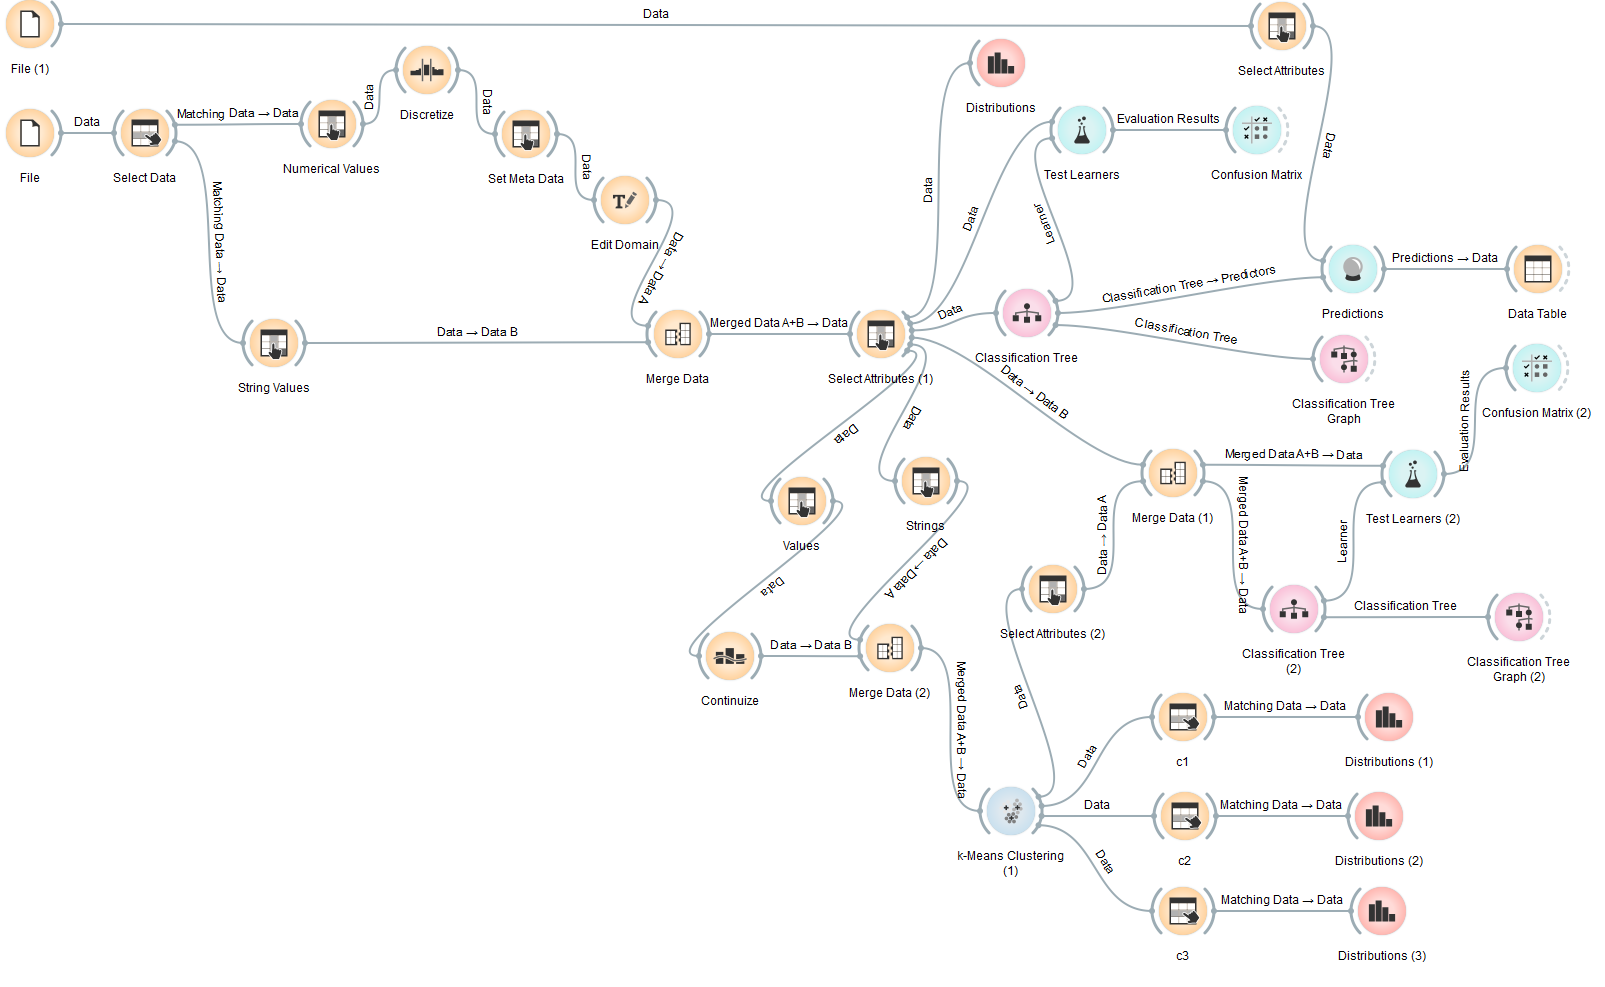 Data
File (1)
Select Attributes
Distributions
Data
Discretize
Data
Data
Matching Data → Data
Evaluation Results
File
Select Data
Numerical Values
Set Meta Data
Data
Test Learners
Confusion Matrix
Data
Matching Data → Data
Edit Domain
Data → Data A
Data
Data
Learner
Predictions → Data
Classification Tree → Predictors
Predictions
Data Table
Data → Data B
Merged Data A+B → Data
Data
Classification Tree
Classification Tree
String Values
Merge Data
Select Attributes (1)
Data → Data B
Classification Tree
Graph
Confusion Matrix (2)
Evaluation Results
Data
Data
Merged Data A+B → Data
Merge Data (1)
Test Learners (2)
Strings
Values
Data → Data A
Data
Data → Data A
Merged Data A+B → Data
Learner
Select Attributes (2)
Classification Tree
Classification Tree
(2)
Classification Tree
Graph (2)
Data → Data B
Continuize
Merge Data (2)
Merged Data A+B → Data
Data
Matching Data → Data
Data
c1
Distributions (1)
Data
Matching Data → Data
k-Means Clustering
(1)
c2
Distributions (2)
Data
Matching Data → Data
c3
Distributions (3)